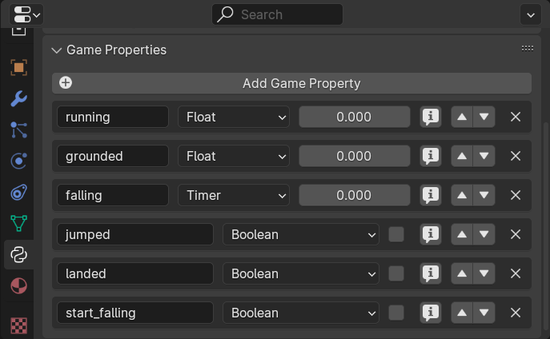 Search
Game Properties
Add Game Property
running Float 0.000
grounded Float 0.000
falling Timer 0.000
jumped Boolean
landed Boolean
start_falling Boolean